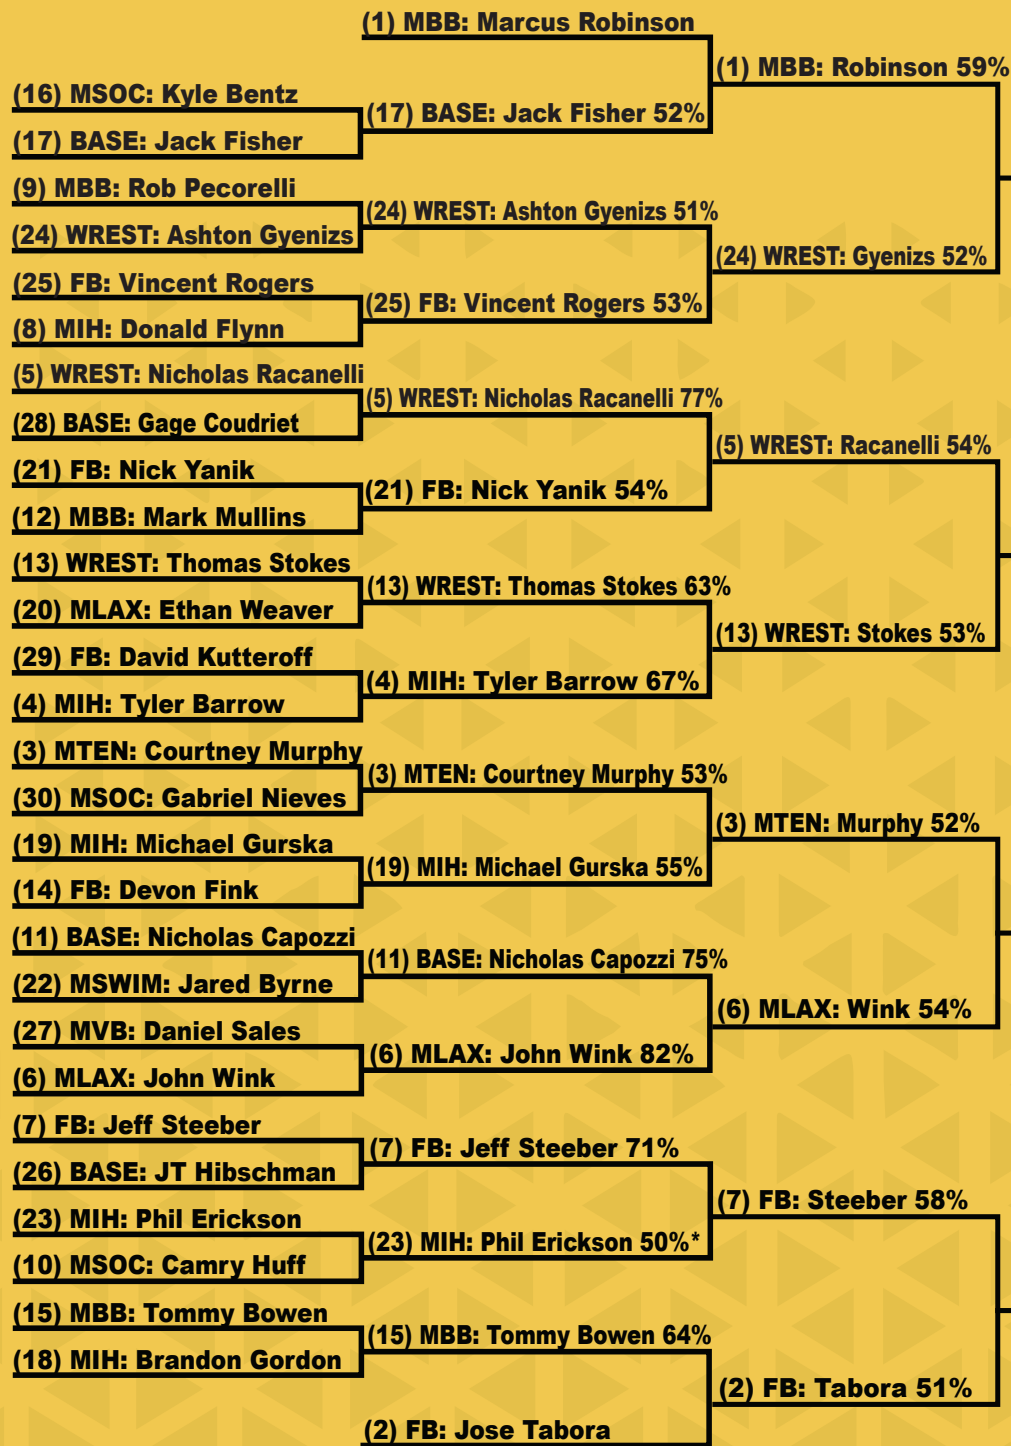 (1) MBB: Marcus Robinson
(16) MSOC: Kyle Bentz
(17) BASE: Jack Fisher
(9) MBB: Rob Pecorelli
(24) WREST: Ashton Gyenizs
(25) FB: Vincent Rogers
(8) MIH: Donald Flynn
(5) WREST: Nicholas Racanelli
(28) BASE: Gage Coudriet
(21) FB: Nick Yanik
(12) MBB: Mark Mullins
(13) WREST: Thomas Stokes
(20) MLAX: Ethan Weaver
(29) FB: David Kutteroff
(4) MIH: Tyler Barrow
(3) MTEN: Courtney Murphy
(30) MSOC: Gabriel Nieves
(19) MIH: Michael Gurska
(14) FB: Devon Fink
(11) BASE: Nicholas Capozzi
(22) MSWIM: Jared Byrne
(27) MVB: Daniel Sales
(6) MLAX: John Wink
(7) FB: Jeff Steeber
(26) BASE: JT Hibschman
(23) MIH: Phil Erickson
(10) MSOC: Camry Huff
(15) MBB: Tommy Bowen
(18) MIH: Brandon Gordon
(17) BASE: Jack Fisher 52%
(24) WREST: Ashton Gyenizs 51%
(25) FB: Vincent Rogers 53%
(5) WREST: Nicholas Racanelli 77%
(21) FB: Nick Yanik 54%
(13) WREST: Thomas Stokes 63%
(4) MIH: Tyler Barrow 67%
(3) MTEN: Courtney Murphy 53%
(19) MIH: Michael Gurska 55%
(11) BASE: Nicholas Capozzi 75%
(6) MLAX: John Wink 82%
(7) FB: Jeff Steeber 71%
(23) MIH: Phil Erickson 50%*
(15) MBB: Tommy Bowen 64%
(2) FB: Jose Tabora
(1) MBB: Robinson 59%
(24) WREST: Gyenizs 52%
(5) WREST: Racanelli 54%
(13) WREST: Stokes 53%
(3) MTEN: Murphy 52%
(6) MLAX: Wink 54%
(7) FB: Steeber 58%
(2) FB: Tabora 51%